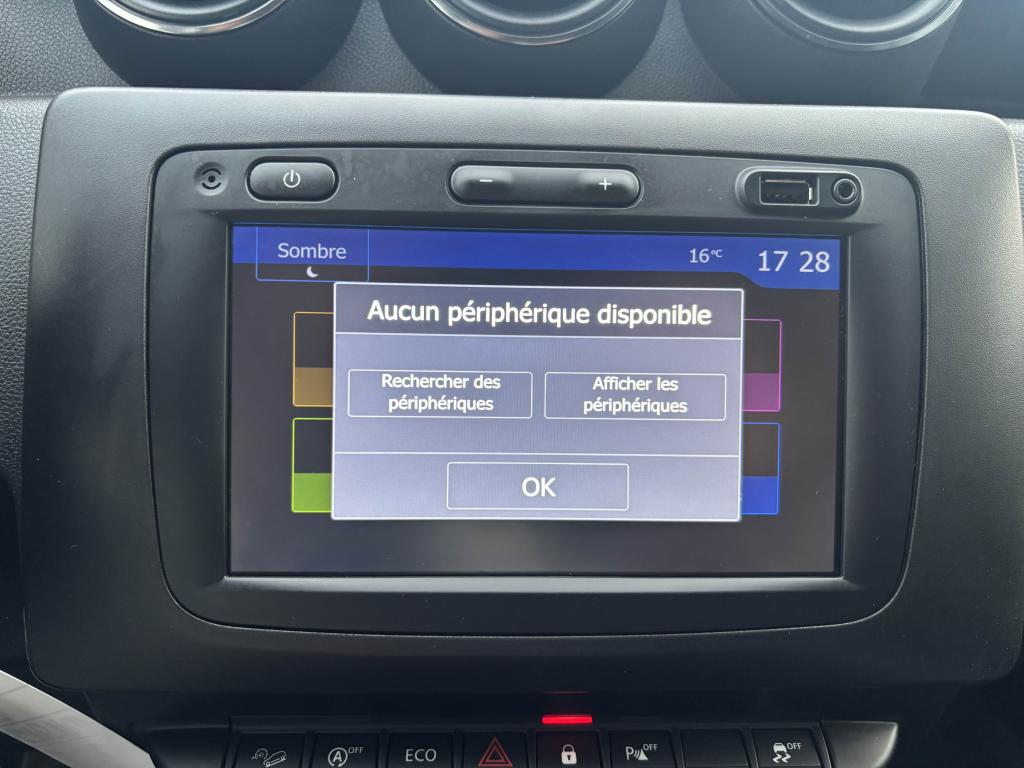 − +
Sombre
16°C
17 28
Aucun périphérique disponible
Rechercher des
périphériques
Afficher les
périphériques
OK
A OFF
ECO
P OFF
OFF